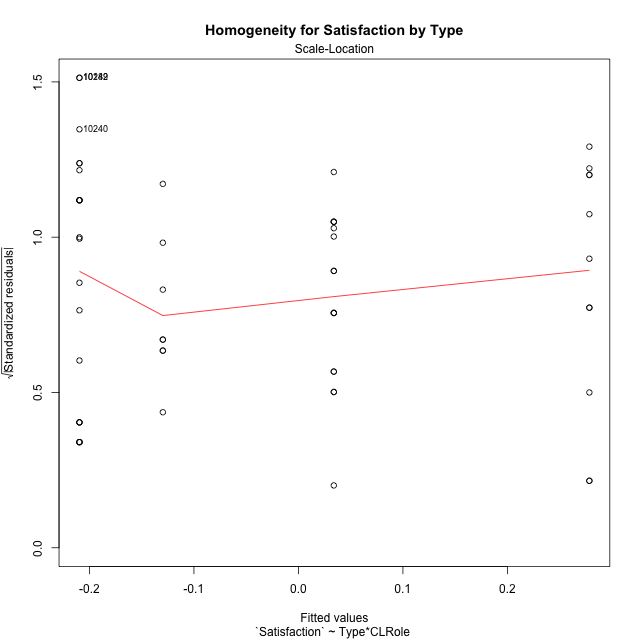 Homogeneity for Satisfaction by Type
Scale-Location
1.5
1.0
0.5
0.0
√|Standardized residuals|
10240
-0.2
-0.1
0.0
0.1
0.2
Fitted values
`Satisfaction` ~ Type*CLRole